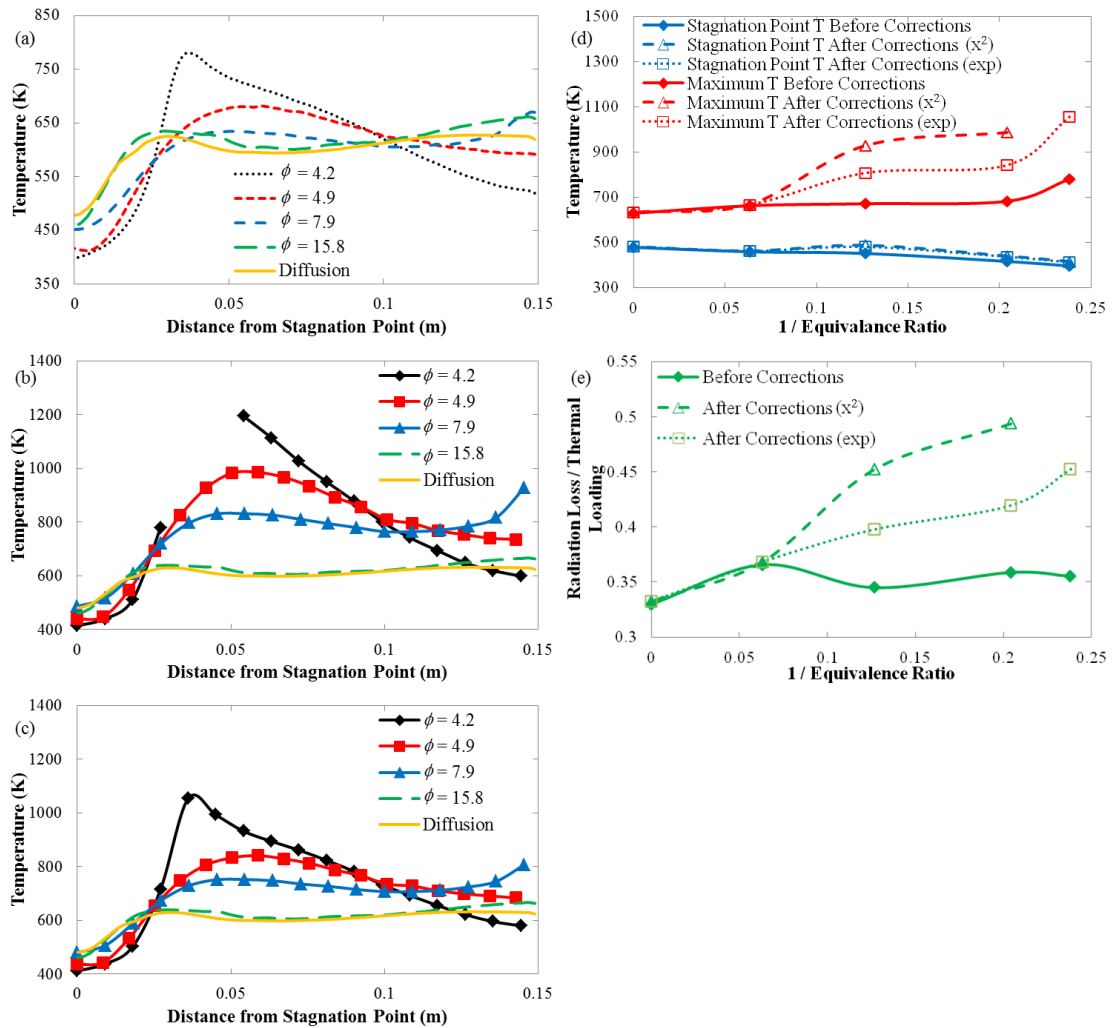 (a)
Temperature (K)
850
750
650
550
450
350
ϕ = 4.2
ϕ = 4.9
ϕ = 7.9
ϕ = 15.8
Diffusion
0
0.05
0.1
0.15
Distance from Stagnation Point (m)
(b)
Temperature (K)
1400
1200
1000
800
600
400
ϕ = 4.2
ϕ = 4.9
ϕ = 7.9
ϕ = 15.8
Diffusion
0
0.05
0.1
0.15
Distance from Stagnation Point (m)
(c)
Temperature (K)
1400
1200
1000
800
600
400
ϕ = 4.2
ϕ = 4.9
ϕ = 7.9
ϕ = 15.8
Diffusion
0
0.05
0.1
0.15
Distance from Stagnation Point (m)
(d)
Temperature (K)
1500
1300
1100
900
700
500
300
Stagnation Point T Before Corrections
Stagnation Point T After Corrections (x²)
Stagnation Point T After Corrections (exp)
Maximum T Before Corrections
Maximum T After Corrections (x²)
Maximum T After Corrections (exp)
0
0.05
0.1
0.15
0.2
0.25
1 / Equivalance Ratio
(e)
Radiation Loss / Thermal
Loading
0.55
0.5
0.45
0.4
0.35
0.3
Before Corrections
After Corrections (x²)
After Corrections (exp)
0
0.05
0.1
0.15
0.2
0.25
1 / Equivalence Ratio